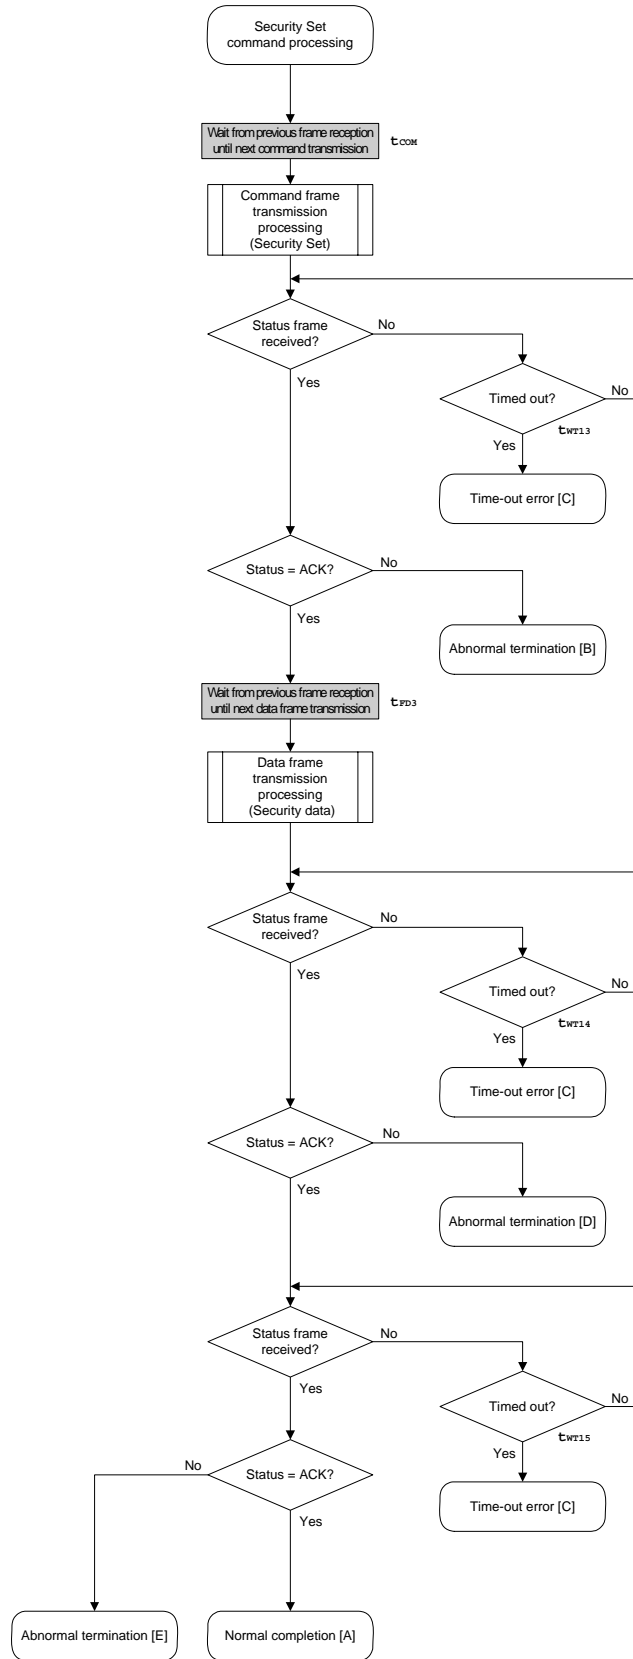 Security Set
command processing
Wait from previous frame reception
until next command transmission
tCOM
Command frame
transmission
processing
(Security Set)
Status frame
received?
No
Yes
Timed out?
No
tWT13
Yes
Time-out error [C]
Status = ACK?
No
Yes
Abnormal termination [B]
Wait from previous frame reception
until next data frame transmission
tFD3
Data frame
transmission
processing
(Security data)
Status frame
received?
No
Yes
Timed out?
No
tWT14
Yes
Time-out error [C]
Status = ACK?
No
Yes
Abnormal termination [D]
Status frame
received?
No
Yes
Timed out?
No
tWT15
Yes
Time-out error [C]
No
Status = ACK?
Yes
Abnormal termination [E]
Normal completion [A]